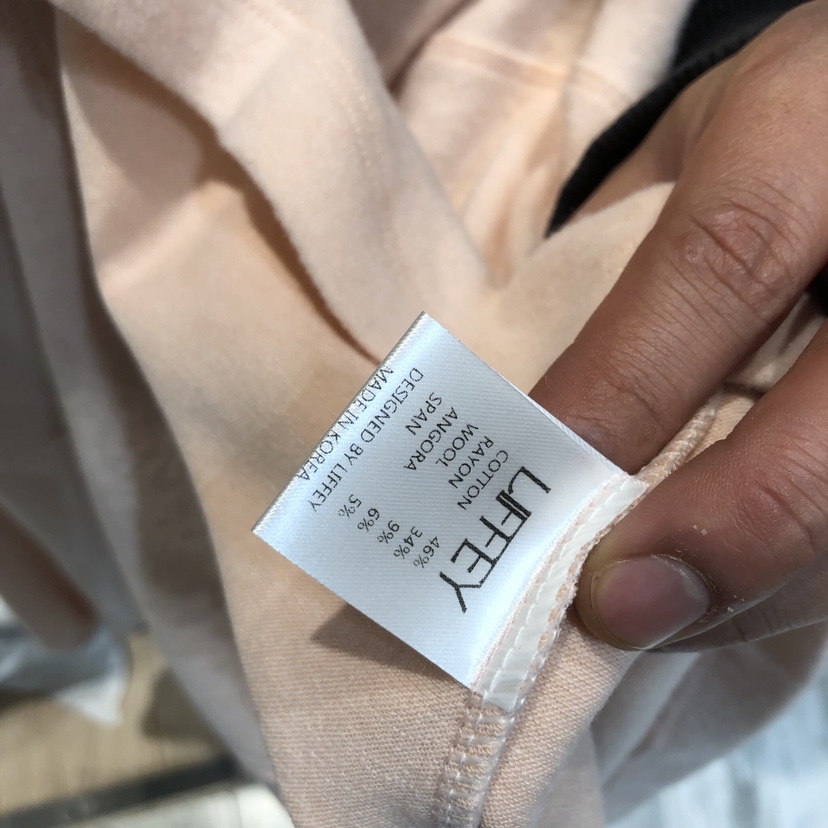 LIFFEY
COTTON 46%
RAYON 34%
WOOL 9%
ANGORA 6%
SPAN 5%
DESIGNED BY LIFFEY
MADE IN KOREA